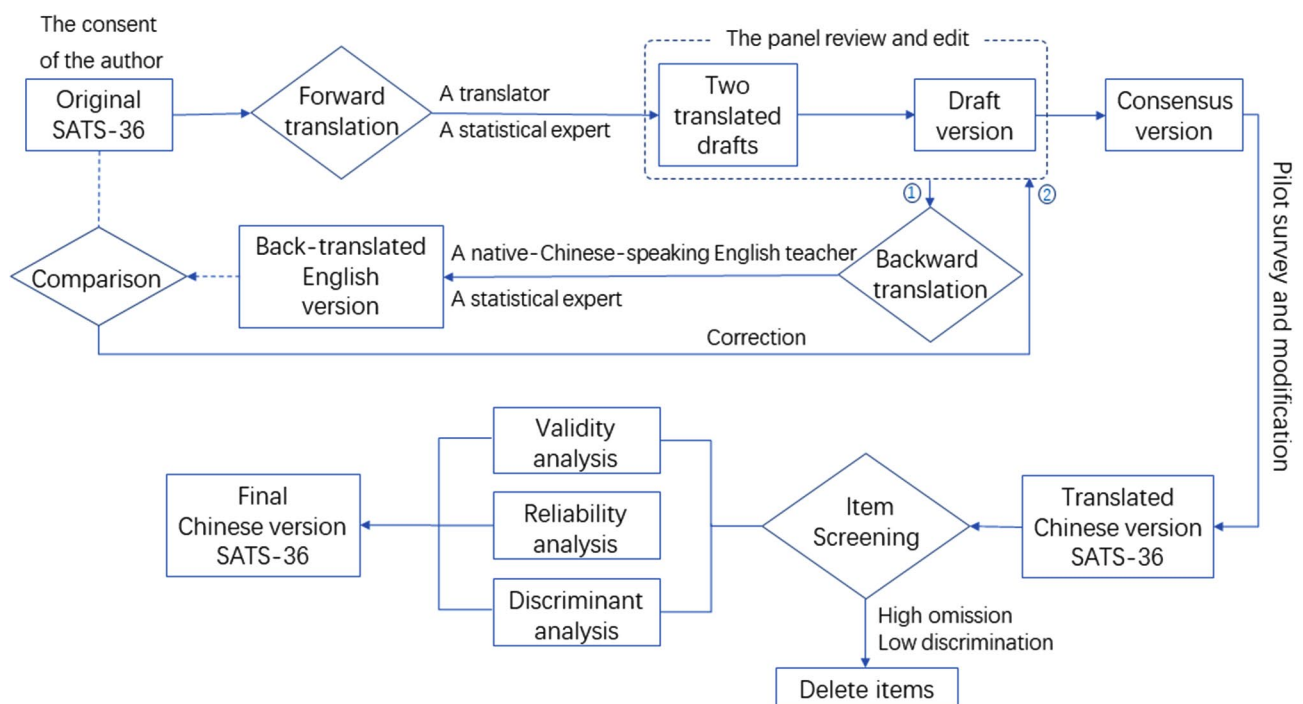 The consent
of the author
Original
SATS-36
Forward
translation
A translator
A statistical expert
The panel review and edit
Two
translated
drafts
Draft
version
Consensus
version
Pilot survey and modification
①
②
Backward
translation
A native-Chinese-speaking English teacher
A statistical expert
Back-translated
English
version
Comparison
Correction
Translated
Chinese version
SATS-36
Item
Screening
High omission
Low discrimination
Delete items
Validity
analysis
Reliability
analysis
Discriminant
analysis
Final
Chinese version
SATS-36